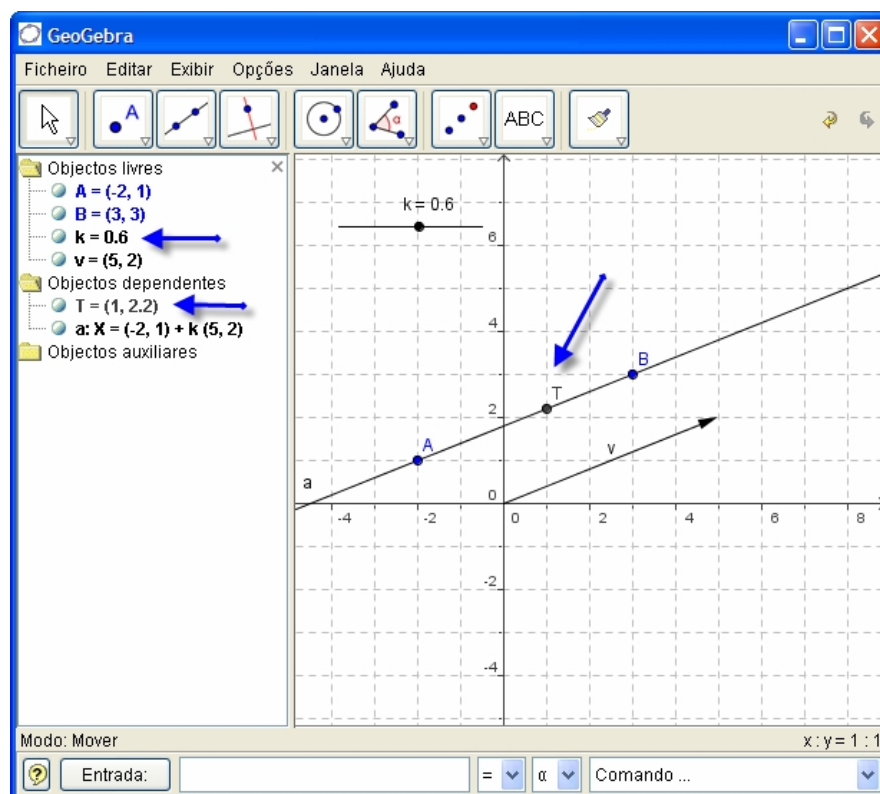 GeoGebra
Ficheiro Editar Exibir Opções Janela Ajuda
A α ABC
Objectos livres
A = (-2, 1)
B = (3, 3)
k = 0.6
v = (5, 2)
Objectos dependentes
T = (1, 2.2)
a: X = (-2, 1) + k (5, 2)
Objectos auxiliares
k = 0.6
6
4
B
T
2
A
v
a
0
-4 -2 0 2 4 6 8
-2
-4
Modo: Mover x : y = 1 : 1
Entrada: = α Comando ...